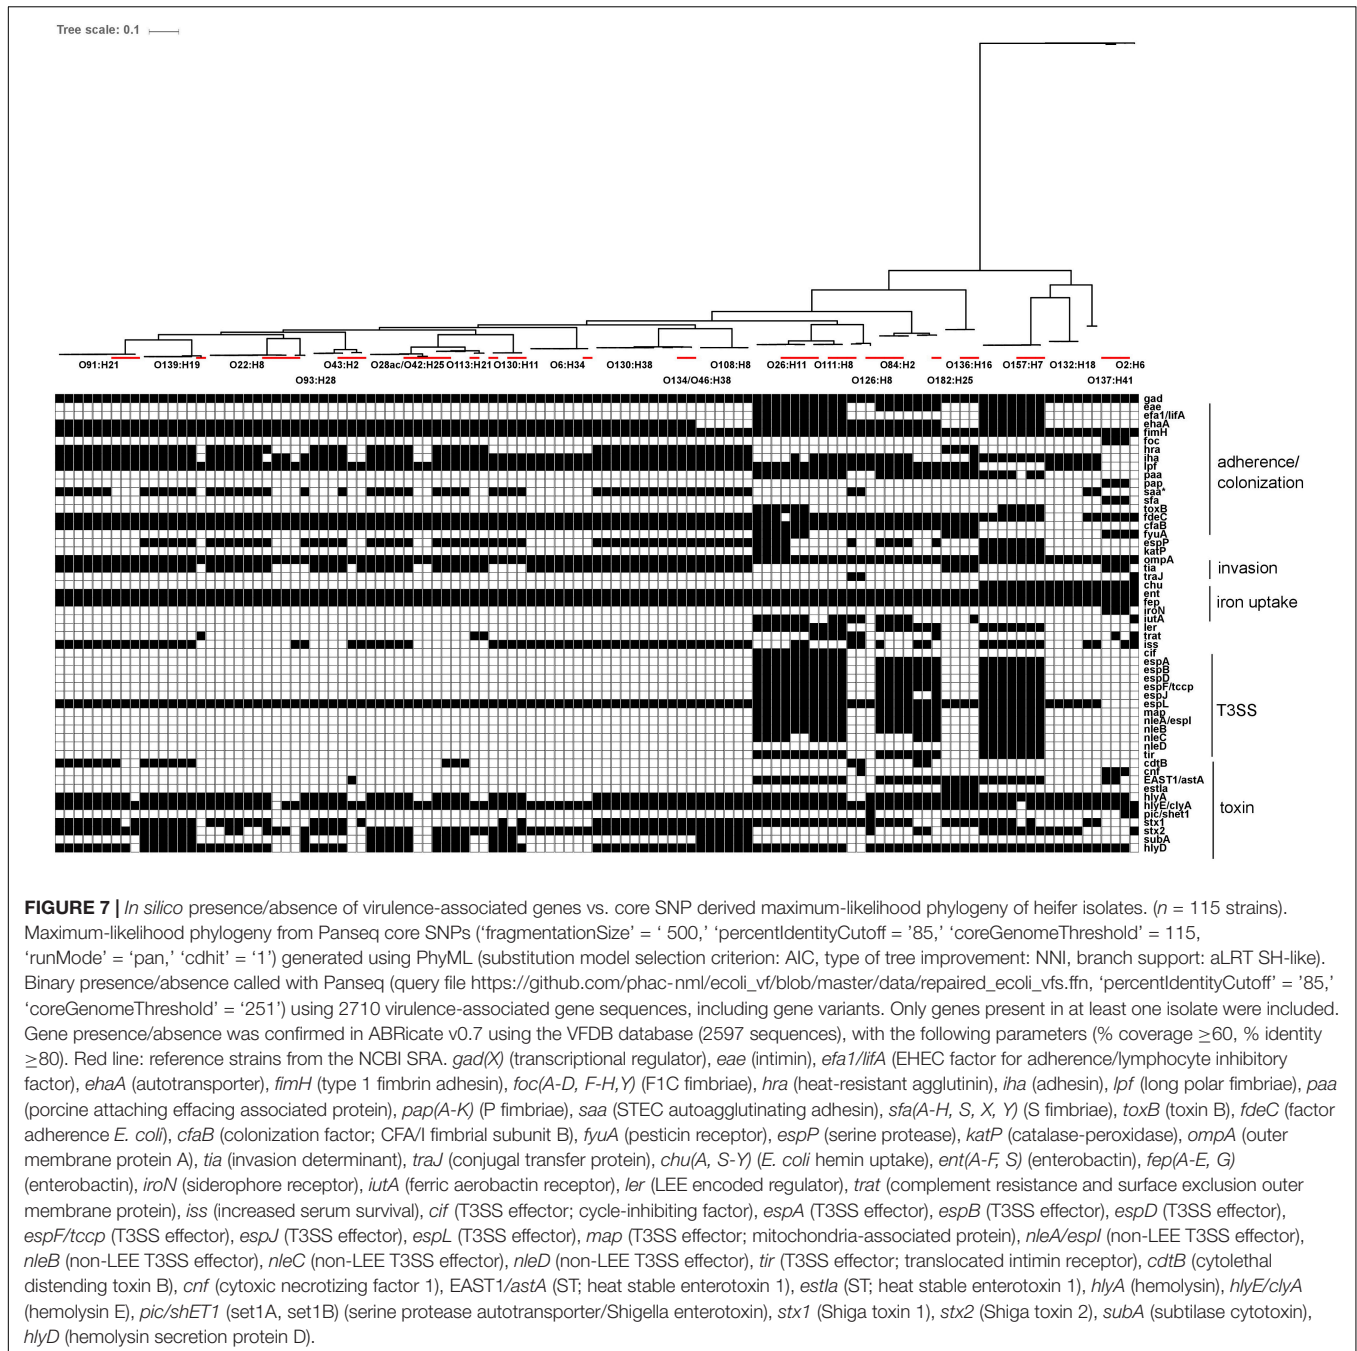 Tree scale: 0.1
O91:H21 O139:H19 O22:H8 O43:H2 O28ac/O42:H25 O113:H21 O130:H11 O6:H34 O130:H38 O108:H8 O26:H11 O111:H8 O84:H2 O136:H16 O157:H7 O132:H18 O2:H6
O93:H28 O134/O46:H38 O126:H8 O182:H25 O137:H41
gad
eae
efa1/lifA
ehaA
fimH
foc
hra
iha
lpf
paa
pap
saa*
sfa
toxB
fdeC
cfaB
fyuA
espP
katP
ompA
tia
traJ
chu
ent
fep
iroN
iutA
ler
trat
iss
cif
espA
espB
espD
espF/tccp
espJ
espL
map
nleA/espI
nleB
nleC
nleD
tir
cdtB
cnf
EAST1/astA
estIa
hlyA
hlyE/clyA
pic/shet1
stx1
stx2
subA
hlyD
adherence/
colonization
invasion
iron uptake
T3SS
toxin
FIGURE 7 | In silico presence/absence of virulence-associated genes vs. core SNP derived maximum-likelihood phylogeny of heifer isolates. (n = 115 strains).
Maximum-likelihood phylogeny from Panseq core SNPs (‘fragmentationSize’ = ‘ 500,’ ‘percentIdentityCutoff = ’85,’ ‘coreGenomeThreshold’ = 115,
‘runMode’ = ‘pan,’ ‘cdhit’ = ‘1’) generated using PhyML (substitution model selection criterion: AIC, type of tree improvement: NNI, branch support: aLRT SH-like).
Binary presence/absence called with Panseq (query file https://github.com/phac-nml/ecoli_vf/blob/master/data/repaired_ecoli_vfs.ffn, ‘percentIdentityCutoff’ = ’85,’
‘coreGenomeThreshold’ = ‘251’) using 2710 virulence-associated gene sequences, including gene variants. Only genes present in at least one isolate were included.
Gene presence/absence was confirmed in ABRicate v0.7 using the VFDB database (2597 sequences), with the following parameters (% coverage ≥60, % identity
≥80). Red line: reference strains from the NCBI SRA. gad(X) (transcriptional regulator), eae (intimin), efa1/lifA (EHEC factor for adherence/lymphocyte inhibitory
factor), ehaA (autotransporter), fimH (type 1 fimbrin adhesin), foc(A-D, F-H,Y) (F1C fimbriae), hra (heat-resistant agglutinin), iha (adhesin), lpf (long polar fimbriae), paa
(porcine attaching effacing associated protein), pap(A-K) (P fimbriae), saa (STEC autoagglutinating adhesin), sfa(A-H, S, X, Y) (S fimbriae), toxB (toxin B), fdeC (factor
adherence E. coli), cfaB (colonization factor; CFA/I fimbrial subunit B), fyuA (pesticin receptor), espP (serine protease), katP (catalase-peroxidase), ompA (outer
membrane protein A), tia (invasion determinant), traJ (conjugal transfer protein), chu(A, S-Y) (E. coli hemin uptake), ent(A-F, S) (enterobactin), fep(A-E, G)
(enterobactin), iroN (siderophore receptor), iutA (ferric aerobactin receptor), ler (LEE encoded regulator), trat (complement resistance and surface exclusion outer
membrane protein), iss (increased serum survival), cif (T3SS effector; cycle-inhibiting factor), espA (T3SS effector), espB (T3SS effector), espD (T3SS effector),
espF/tccp (T3SS effector), espJ (T3SS effector), espL (T3SS effector), map (T3SS effector; mitochondria-associated protein), nleA/espI (non-LEE T3SS effector),
nleB (non-LEE T3SS effector), nleC (non-LEE T3SS effector), nleD (non-LEE T3SS effector), tir (T3SS effector; translocated intimin receptor), cdtB (cytolethal
distending toxin B), cnf (cytoxic necrotizing factor 1), EAST1/astA (ST; heat stable enterotoxin 1), estIa (ST; heat stable enterotoxin 1), hlyA (hemolysin), hlyE/clyA
(hemolysin E), pic/shET1 (set1A, set1B) (serine protease autotransporter/Shigella enterotoxin), stx1 (Shiga toxin 1), stx2 (Shiga toxin 2), subA (subtilase cytotoxin),
hlyD (hemolysin secretion protein D).